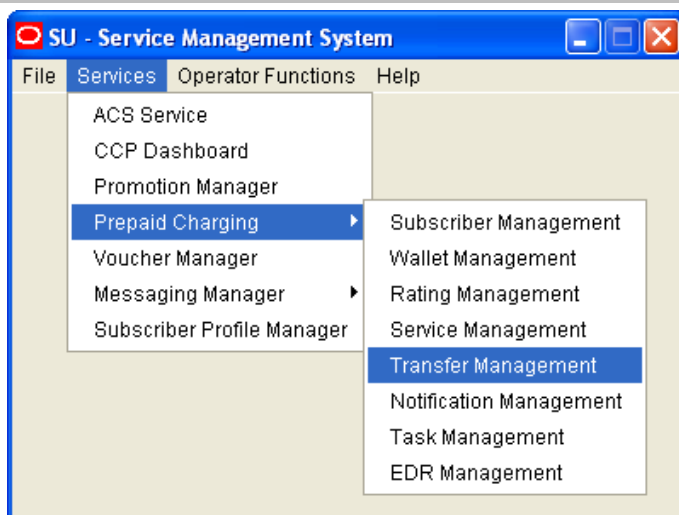 SU - Service Management System
File Services Operator Functions Help
ACS Service
CCP Dashboard
Promotion Manager
Prepaid Charging
Voucher Manager
Messaging Manager
Subscriber Profile Manager
Subscriber Management
Wallet Management
Rating Management
Service Management
Transfer Management
Notification Management
Task Management
EDR Management